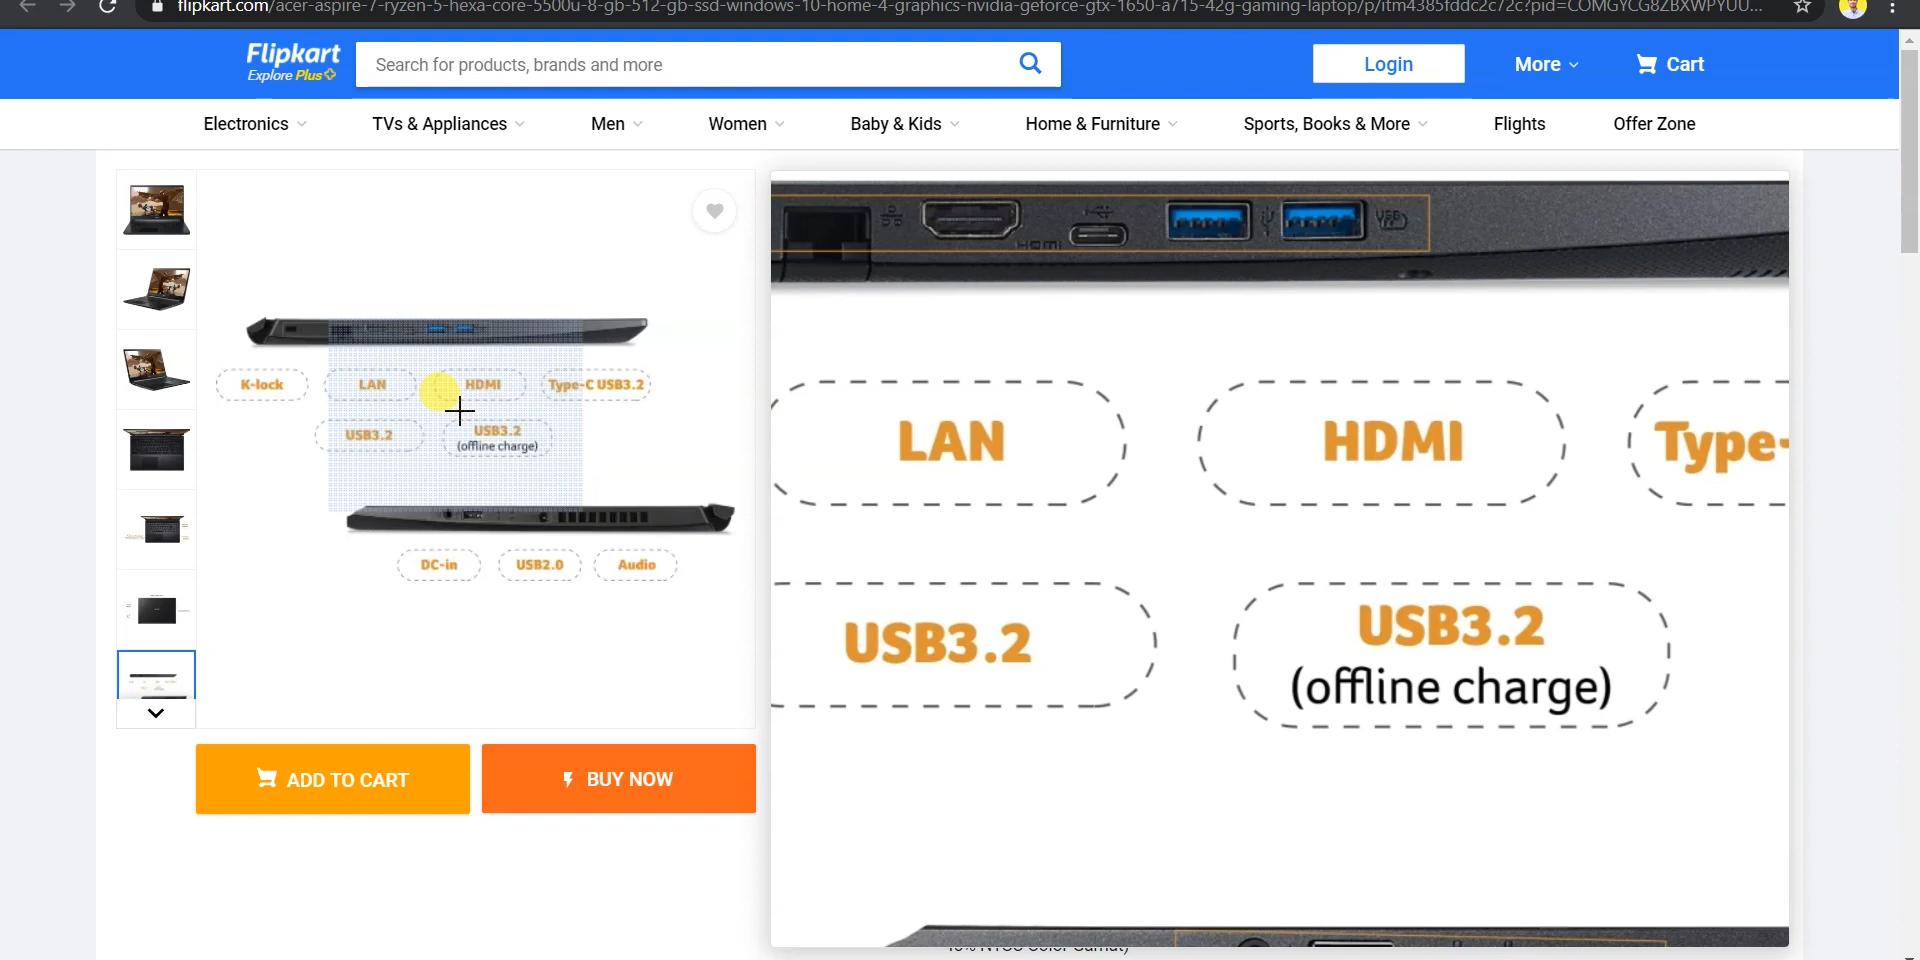 flipkart.com/acer-aspire-7-ryzen-5-hexa-core-5500u-8-gb-512-gb-ssd-windows-10-home-4-graphics-nvidia-geforce-gtx-1650-a715-42g-gaming-laptop/p/itm4385fddc2c72c?pid=COMGYCG8ZBXWPYUU...
Flipkart
Explore Plus
Search for products, brands and more
Login
More
Cart
Electronics
TVs & Appliances
Men
Women
Baby & Kids
Home & Furniture
Sports, Books & More
Flights
Offer Zone
K-lock
LAN
HDMI
Type-C USB3.2
USB3.2
USB3.2
(offline charge)
DC-in
USB2.0
Audio
ADD TO CART
BUY NOW
HDMI
LAN
HDMI
Type-
USB3.2
USB3.2
(offline charge)